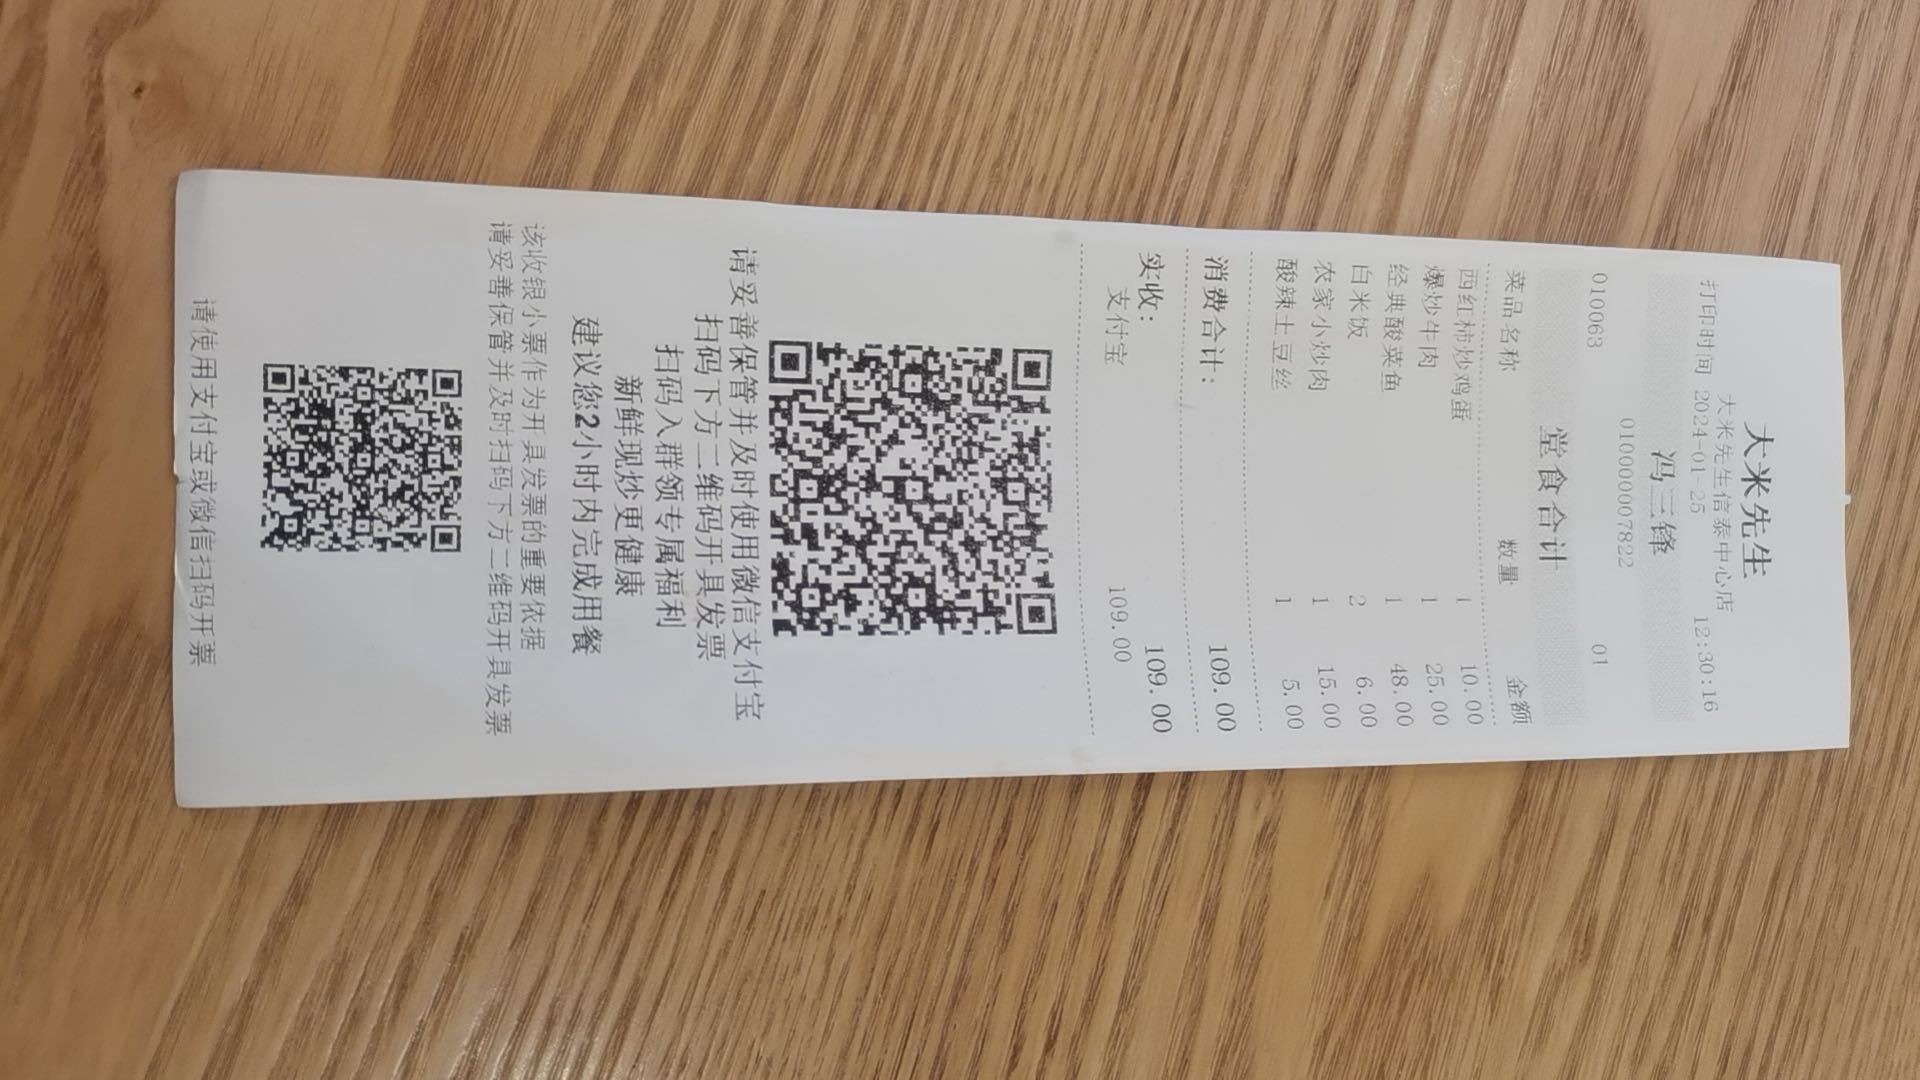 大米先生
大米先生信泰中心店
打印时间 2024-01-25 12:30:16
冯三锋
0100000007822
010063 01
堂食合计
菜品名称 数量 金额
西红柿炒鸡蛋 1 10.00
爆炒牛肉 1 25.00
经典酸菜鱼 1 48.00
白米饭 2 6.00
农家小炒肉 1 15.00
酸辣土豆丝 1 5.00
消费合计: 109.00
实收: 109.00
支付宝 109.00
请妥善保管并及时使用微信支付宝
扫码下方二维码开具发票
扫码入群领专属福利
新鲜现炒更健康
建议您2小时内完成用餐
该收银小票作为开具发票的重要依据
请妥善保管并及时扫码下方二维码开具发票
请使用支付宝或微信扫码开票